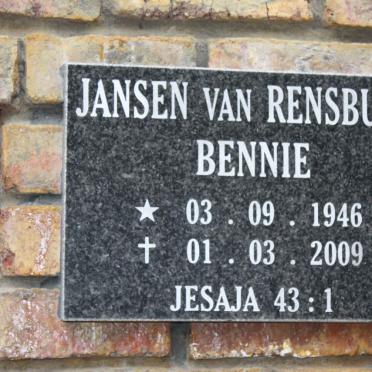 JANSEN VAN RENSBU
BENNIE
★ 03 . 09 . 1946
✝ 01 . 03 . 2009
JESAJA 43 : 1